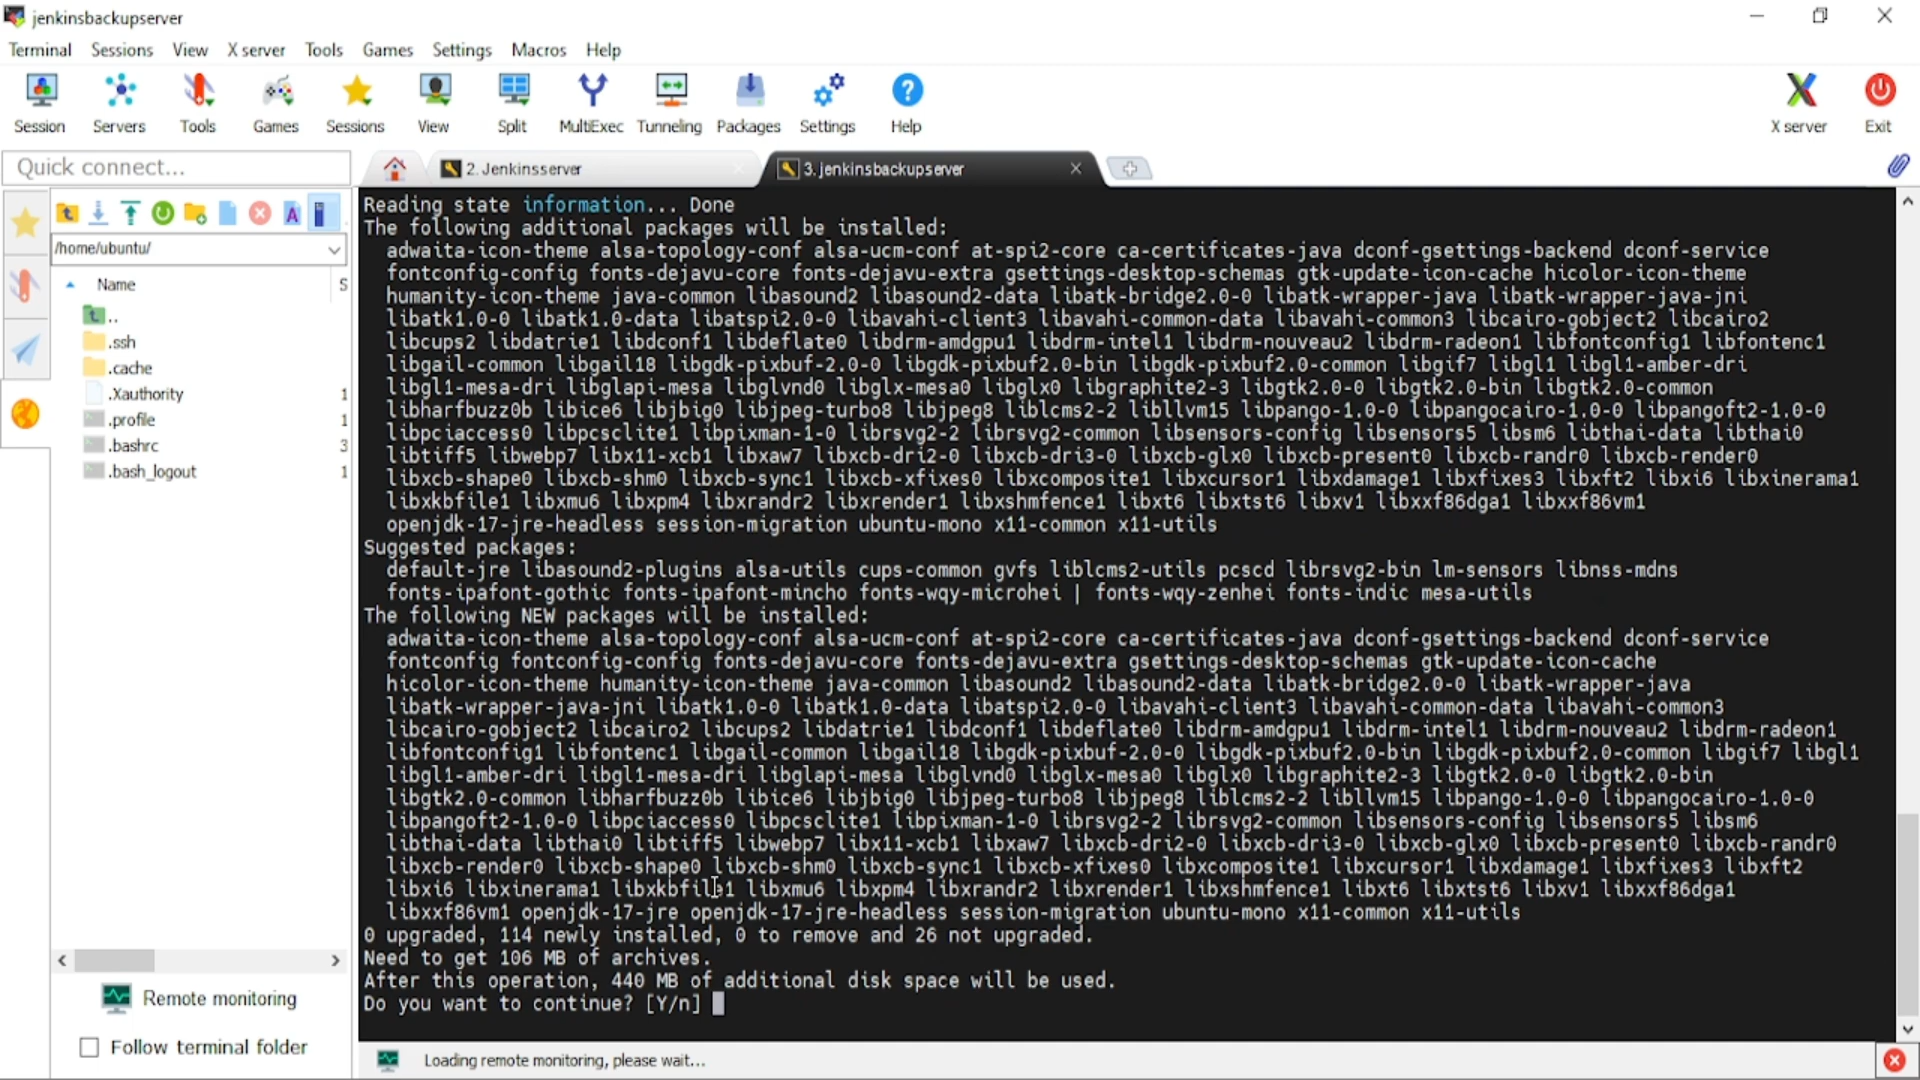 jenkinsbackupserver
Terminal Sessions View X server Tools Games Settings Macros Help
Session Servers Tools Games Sessions View Split MultiExec Tunneling Packages Settings Help X server Exit
Quick connect...
2. Jenkinsserver
3. jenkinsbackupserver
/home/ubuntu/
Name S
..
.ssh
.cache
.Xauthority 1
.profile 1
.bashrc 3
.bash_logout 1
Remote monitoring
Follow terminal folder
Reading state information... Done
The following additional packages will be installed:
adwaita-icon-theme alsa-topology-conf alsa-ucm-conf at-spi2-core ca-certificates-java dconf-gsettings-backend dconf-service
fontconfig-config fonts-dejavu-core fonts-dejavu-extra gsettings-desktop-schemas gtk-update-icon-cache hicolor-icon-theme
humanity-icon-theme java-common libasound2 libasound2-data libatk-bridge2.0-0 libatk-wrapper-java libatk-wrapper-java-jni
libatk1.0-0 libatk1.0-data libatspi2.0-0 libavahi-client3 libavahi-common-data libavahi-common3 libcairo-gobject2 libcairo2
libcups2 libdatrie1 libdconf1 libdeflate0 libdrm-amdgpu1 libdrm-intel1 libdrm-nouveau2 libdrm-radeon1 libfontconfig1 libfontenc1
libgail-common libgail18 libgdk-pixbuf-2.0-0 libgdk-pixbuf2.0-bin libgdk-pixbuf2.0-common libgif7 libgl1 libgl1-amber-dri
libgl1-mesa-dri libglapi-mesa libglvnd0 libglx-mesa0 libglx0 libgraphite2-3 libgtk2.0-0 libgtk2.0-bin libgtk2.0-common
libharfbuzz0b libice6 libjbig0 libjpeg-turbo8 libjpeg8 liblcms2-2 libllvm15 libpango-1.0-0 libpangocairo-1.0-0 libpangoft2-1.0-0
libpciaccess0 libpcsclite1 libpixman-1-0 librsvg2-2 librsvg2-common libsensors-config libsensors5 libsm6 libthai-data libthai0
libtiff5 libwebp7 libx11-xcb1 libxaw7 libxcb-dri2-0 libxcb-dri3-0 libxcb-glx0 libxcb-present0 libxcb-randr0 libxcb-render0
libxcb-shape0 libxcb-shm0 libxcb-sync1 libxcb-xfixes0 libxcomposite1 libxcursor1 libxdamage1 libxfixes3 libxft2 libxi6 libxinerama1
libxkbfile1 libxmu6 libxpm4 libxrandr2 libxrender1 libxshmfence1 libxt6 libxtst6 libxv1 libxxf86dga1 libxxf86vm1
openjdk-17-jre-headless session-migration ubuntu-mono x11-common x11-utils
Suggested packages:
default-jre libasound2-plugins alsa-utils cups-common gvfs liblcms2-utils pcscd librsvg2-bin lm-sensors libnss-mdns
fonts-ipafont-gothic fonts-ipafont-mincho fonts-wqy-microhei | fonts-wqy-zenhei fonts-indic mesa-utils
The following NEW packages will be installed:
adwaita-icon-theme alsa-topology-conf alsa-ucm-conf at-spi2-core ca-certificates-java dconf-gsettings-backend dconf-service
fontconfig fontconfig-config fonts-dejavu-core fonts-dejavu-extra gsettings-desktop-schemas gtk-update-icon-cache
hicolor-icon-theme humanity-icon-theme java-common libasound2 libasound2-data libatk-bridge2.0-0 libatk-wrapper-java
libatk-wrapper-java-jni libatk1.0-0 libatk1.0-data libatspi2.0-0 libavahi-client3 libavahi-common-data libavahi-common3
libcairo-gobject2 libcairo2 libcups2 libdatrie1 libdconf1 libdeflate0 libdrm-amdgpu1 libdrm-intel1 libdrm-nouveau2 libdrm-radeon1
libfontconfig1 libfontenc1 libgail-common libgail18 libgdk-pixbuf-2.0-0 libgdk-pixbuf2.0-bin libgdk-pixbuf2.0-common libgif7 libgl1
libgl1-amber-dri libgl1-mesa-dri libglapi-mesa libglvnd0 libglx-mesa0 libglx0 libgraphite2-3 libgtk2.0-0 libgtk2.0-bin
libgtk2.0-common libharfbuzz0b libice6 libjbig0 libjpeg-turbo8 libjpeg8 liblcms2-2 libllvm15 libpango-1.0-0 libpangocairo-1.0-0
libpangoft2-1.0-0 libpciaccess0 libpcsclite1 libpixman-1-0 librsvg2-2 librsvg2-common libsensors-config libsensors5 libsm6
libthai-data libthai0 libtiff5 libwebp7 libx11-xcb1 libxaw7 libxcb-dri2-0 libxcb-dri3-0 libxcb-glx0 libxcb-present0 libxcb-randr0
libxcb-render0 libxcb-shape0 libxcb-shm0 libxcb-sync1 libxcb-xfixes0 libxcomposite1 libxcursor1 libxdamage1 libxfixes3 libxft2
libxi6 libxinerama1 libxkbfile1 libxmu6 libxpm4 libxrandr2 libxrender1 libxshmfence1 libxt6 libxtst6 libxv1 libxxf86dga1
libxxf86vm1 openjdk-17-jre openjdk-17-jre-headless session-migration ubuntu-mono x11-common x11-utils
0 upgraded, 114 newly installed, 0 to remove and 26 not upgraded.
Need to get 106 MB of archives.
After this operation, 440 MB of additional disk space will be used.
Do you want to continue? [Y/n]
Loading remote monitoring, please wait...